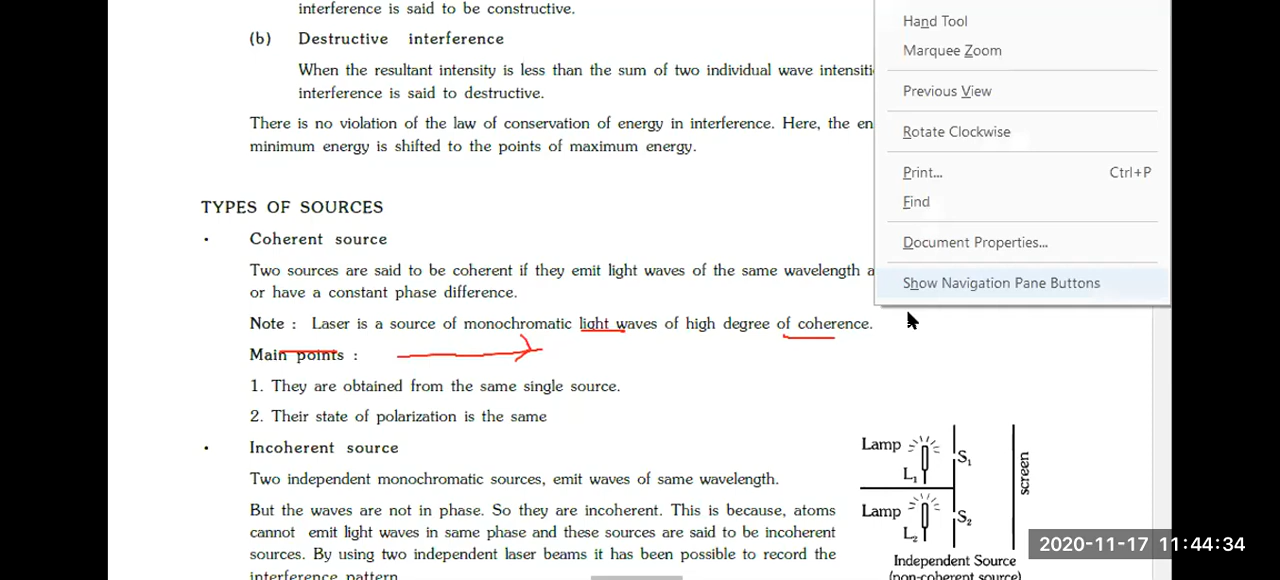 interference is said to be constructive.
(b) Destructive interference
When the resultant intensity is less than the sum of two individual wave
interference is said to destructive.
There is no violation of the law of conservation of energy in interference. Here, the
minimum energy is shifted to the points of maximum energy.
TYPES OF SOURCES
• Coherent source
Two sources are said to be coherent if they emit light waves of the same wavelength
or have a constant phase difference.
Note : Laser is a source of monochromatic light waves of high degree of coherence.
Main points :
1. They are obtained from the same single source.
2. Their state of polarization is the same
• Incoherent source
Two independent monochromatic sources, emit waves of same wavelength.
But the waves are not in phase. So they are incoherent. This is because, atoms
cannot emit light waves in same phase and these sources are said to be incoherent
sources. By using two independent laser beams it has been possible to record the
interference pattern
Hand Tool
Marquee Zoom
Previous View
Rotate Clockwise
Print... Ctrl+P
Find
Document Properties...
Show Navigation Pane Buttons
Lamp
L₁
S₁
Lamp
L₂
S₂
screen
Independent Source
(non-coherent source)
2020-11-17 11:44:34